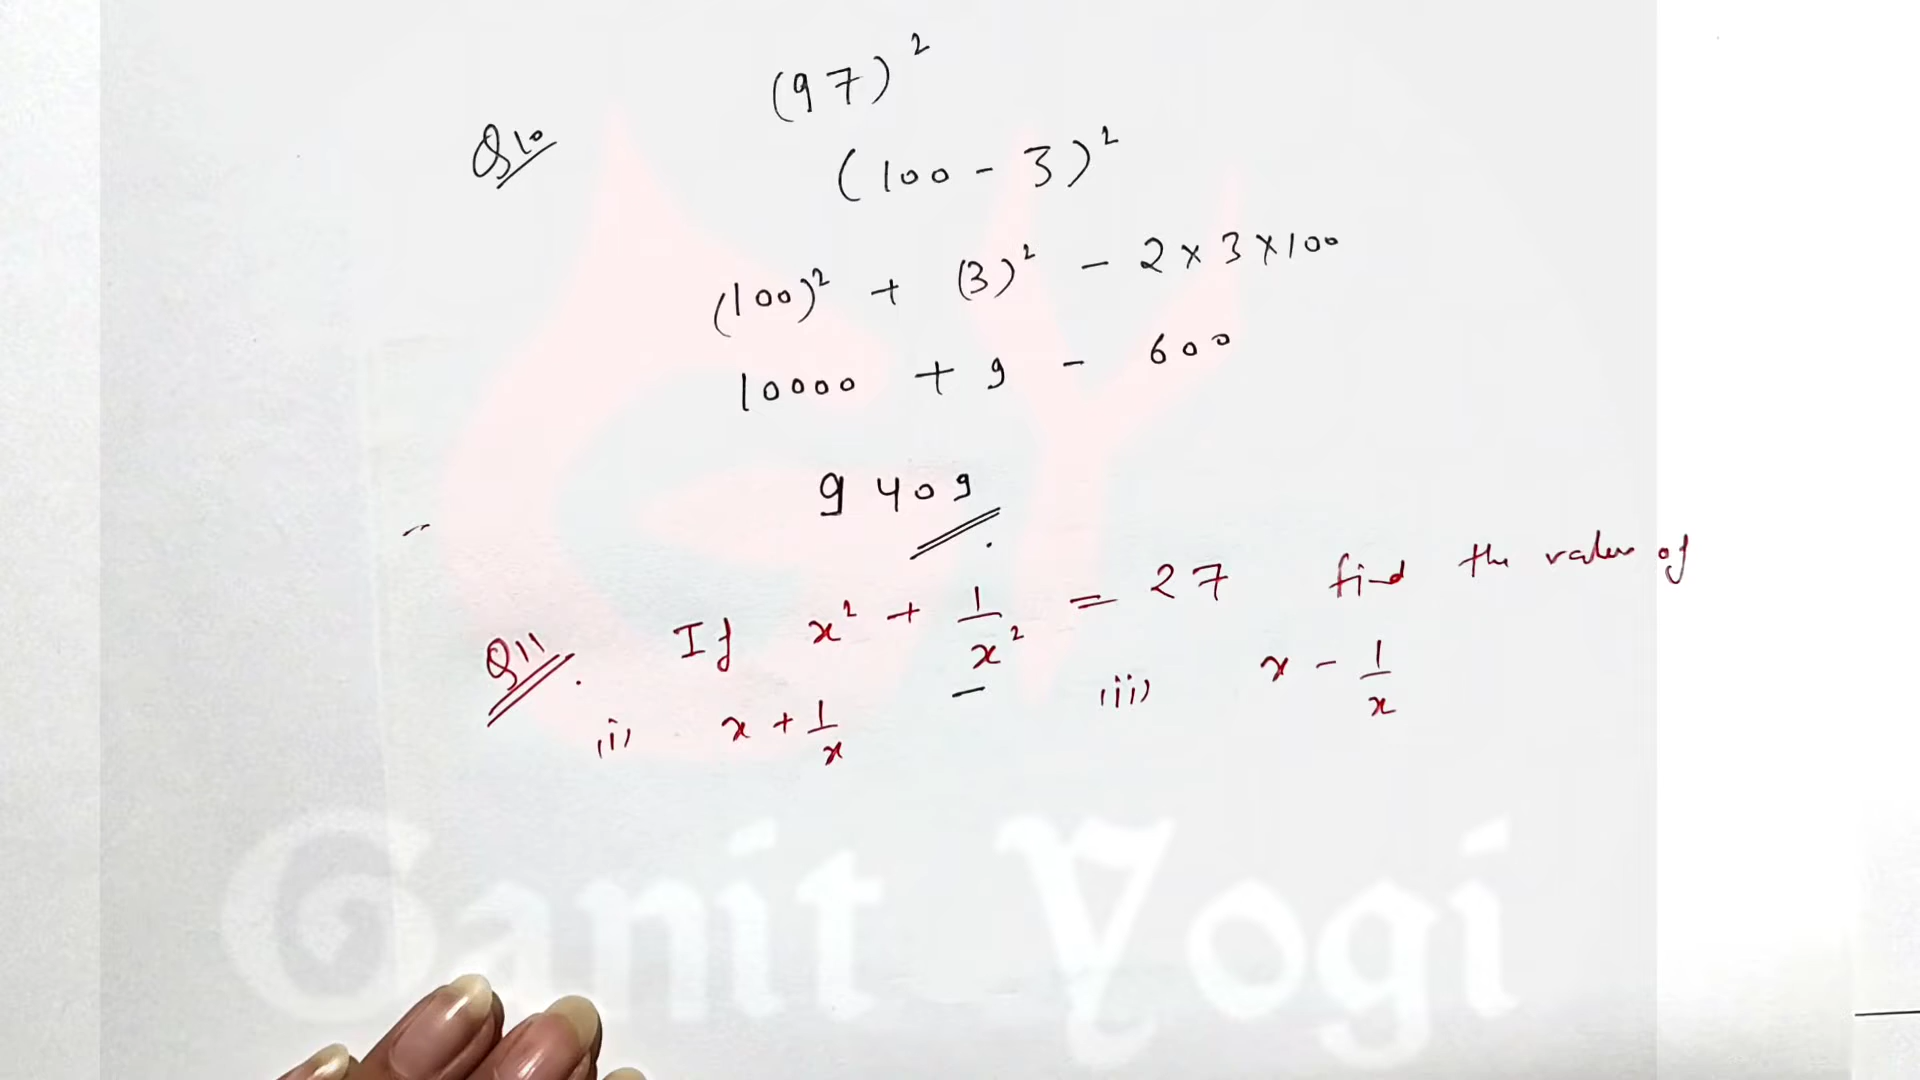 (97)²
Q10
(100 - 3)²
(100)² + (3)² - 2 × 3 × 100
10000 + 9 - 600
9409
Q11. If x² + 1/x² = 27 find the value of
(i) x + 1/x (ii) x - 1/x
Ganit Yogi